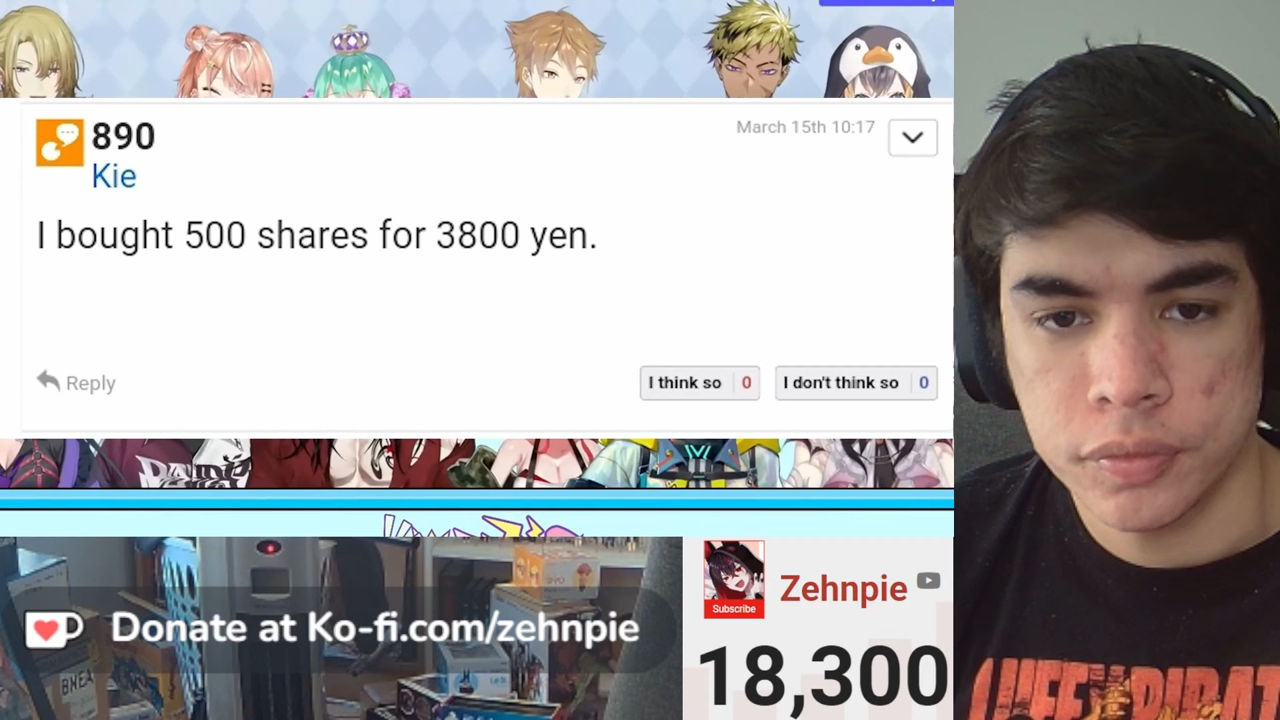 890
March 15th 10:17
Kie
I bought 500 shares for 3800 yen.
Reply
I think so 0
I don't think so 0
Donate at Ko-fi.com/zehnpie
Subscribe
Zehnpie
18,300